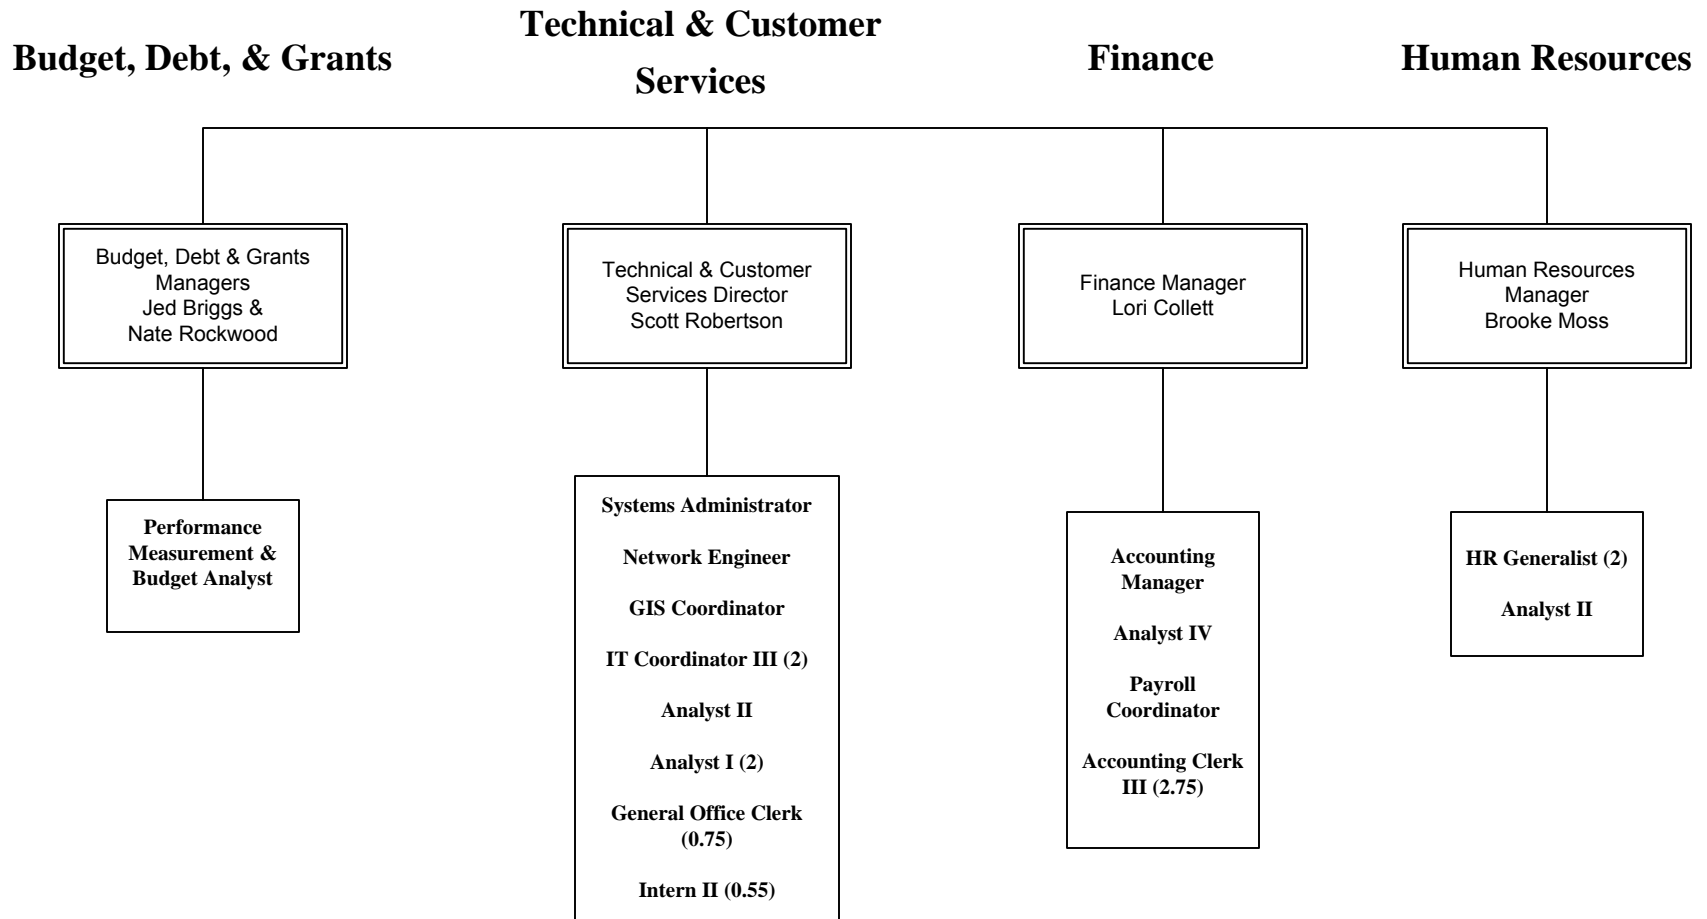 Budget, Debt, & Grants
Technical & Customer
Services
Finance
Human Resources
Budget, Debt & Grants
Managers
Jed Briggs &
Nate Rockwood
Technical & Customer
Services Director
Scott Robertson
Finance Manager
Lori Collett
Human Resources
Manager
Brooke Moss
Performance
Measurement &
Budget Analyst
Systems Administrator
Network Engineer
GIS Coordinator
IT Coordinator III (2)
Analyst II
Analyst I (2)
General Office Clerk
(0.75)
Intern II (0.55)
Accounting
Manager
Analyst IV
Payroll
Coordinator
Accounting Clerk
III (2.75)
HR Generalist (2)
Analyst II